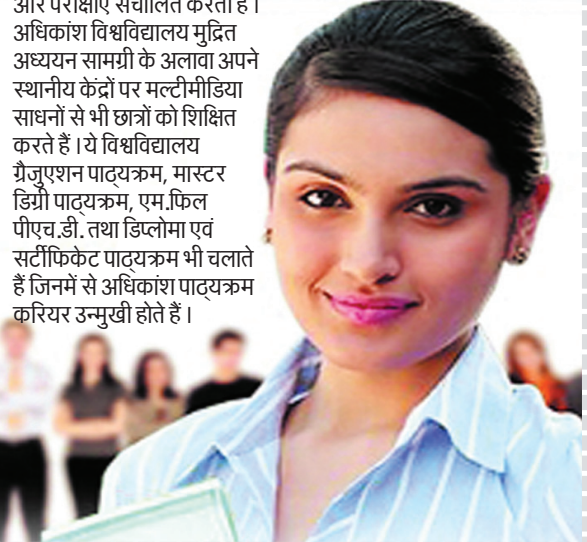 और परीक्षाएं संचालित करता है ।
अधिकांश विश्वविद्यालय मुद्रित
अध्ययन सामग्री के अलावा अपने
स्थानीय केंद्रों पर मल्टीमीडिया
साधनों से भी छात्रों को शिक्षित
करते हैं । ये विश्वविद्यालय
ग्रैजुएशन पाठ्यक्रम, मास्टर
डिग्री पाठ्यक्रम, एम.फिल
पीएच.डी. तथा डिप्लोमा एवं
सर्टीफिकेट पाठ्यक्रम भी चलाते
हैं जिनमें से अधिकांश पाठ्यक्रम
करियर उन्मुखी होते हैं ।